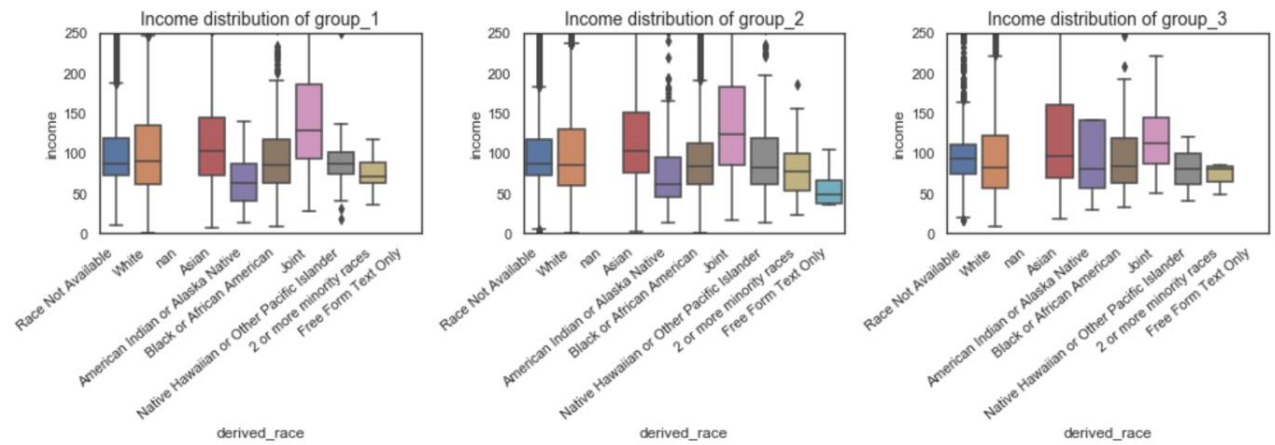 Income distribution of group_1
250
200
150
100
50
0
income
Race Not Available
White
nan
Asian
American Indian or Alaska Native
Black or African American
Joint
Native Hawaiian or Other Pacific Islander
2 or more minority races
Free Form Text Only
derived_race
Income distribution of group_2
250
200
150
100
50
0
income
Race Not Available
White
nan
Asian
American Indian or Alaska Native
Black or African American
Joint
Native Hawaiian or Other Pacific Islander
2 or more minority races
Free Form Text Only
derived_race
Income distribution of group_3
250
200
150
100
50
0
income
Race Not Available
White
nan
Asian
American Indian or Alaska Native
Black or African American
Joint
Native Hawaiian or Other Pacific Islander
2 or more minority races
Free Form Text Only
derived_race